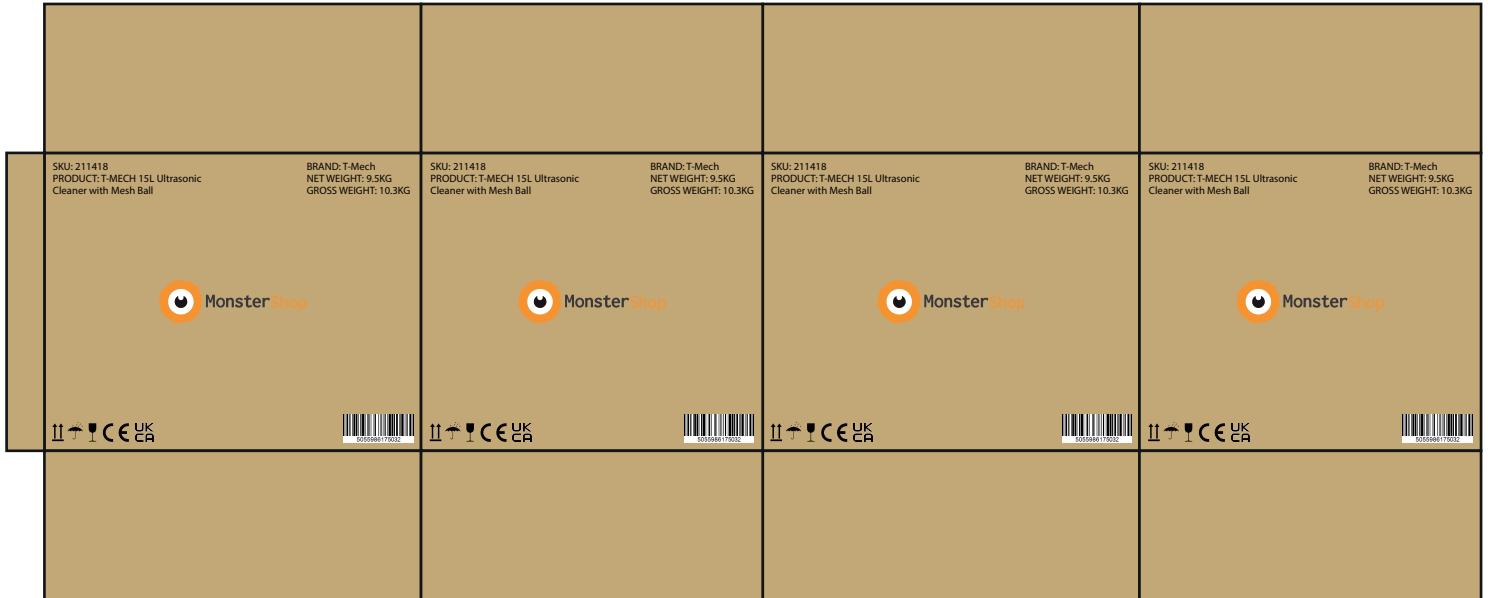 SKU: 211418
PRODUCT: T-MECH 15L Ultrasonic
Cleaner with Mesh Ball
BRAND: T-Mech
NET WEIGHT: 9.5KG
GROSS WEIGHT: 10.3KG
MonsterShop
CE UK
CA
5055986175032
SKU: 211418
PRODUCT: T-MECH 15L Ultrasonic
Cleaner with Mesh Ball
BRAND: T-Mech
NET WEIGHT: 9.5KG
GROSS WEIGHT: 10.3KG
MonsterShop
CE UK
CA
5055986175032
SKU: 211418
PRODUCT: T-MECH 15L Ultrasonic
Cleaner with Mesh Ball
BRAND: T-Mech
NET WEIGHT: 9.5KG
GROSS WEIGHT: 10.3KG
MonsterShop
CE UK
CA
5055986175032
SKU: 211418
PRODUCT: T-MECH 15L Ultrasonic
Cleaner with Mesh Ball
BRAND: T-Mech
NET WEIGHT: 9.5KG
GROSS WEIGHT: 10.3KG
MonsterShop
CE UK
CA
5055986175032